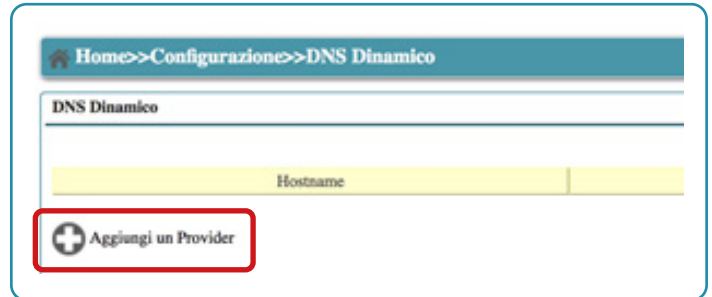 Home>>Configurazione>>DNS Dinamico
DNS Dinamico
Hostname
Aggiungi un Provider